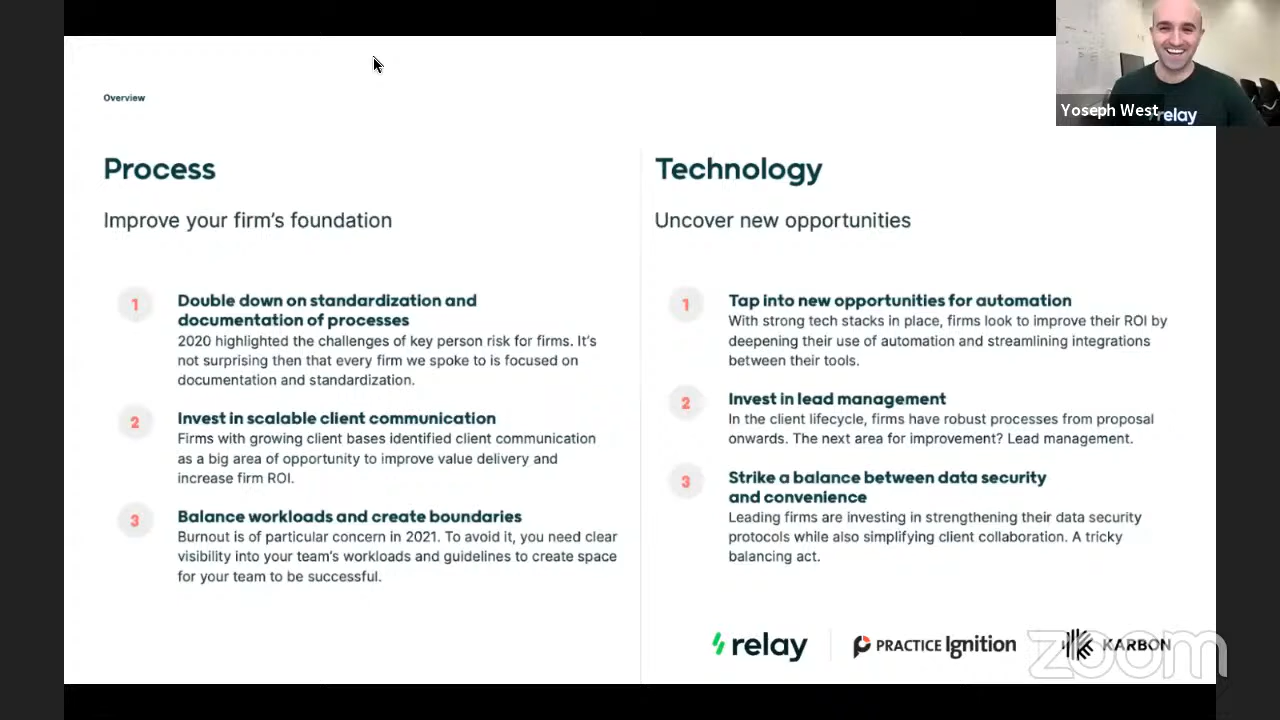 Overview
Process
Improve your firm's foundation
1
Double down on standardization and
documentation of processes
2020 highlighted the challenges of key person risk for firms. It's
not surprising then that every firm we spoke to is focused on
documentation and standardization.
2
Invest in scalable client communication
Firms with growing client bases identified client communication
as a big area of opportunity to improve value delivery and
increase firm ROI.
3
Balance workloads and create boundaries
Burnout is of particular concern in 2021. To avoid it, you need clear
visibility into your team's workloads and guidelines to create space
for your team to be successful.
Technology
Uncover new opportunities
1
Tap into new opportunities for automation
With strong tech stacks in place, firms look to improve their ROI by
deepening their use of automation and streamlining integrations
between their tools.
2
Invest in lead management
In the client lifecycle, firms have robust processes from proposal
onwards. The next area for improvement? Lead management.
3
Strike a balance between data security
and convenience
Leading firms are investing in strengthening their data security
protocols while also simplifying client collaboration. A tricky
balancing act.
relay
PRACTICE Ignition
KARBON
zoom
Yoseph West
relay